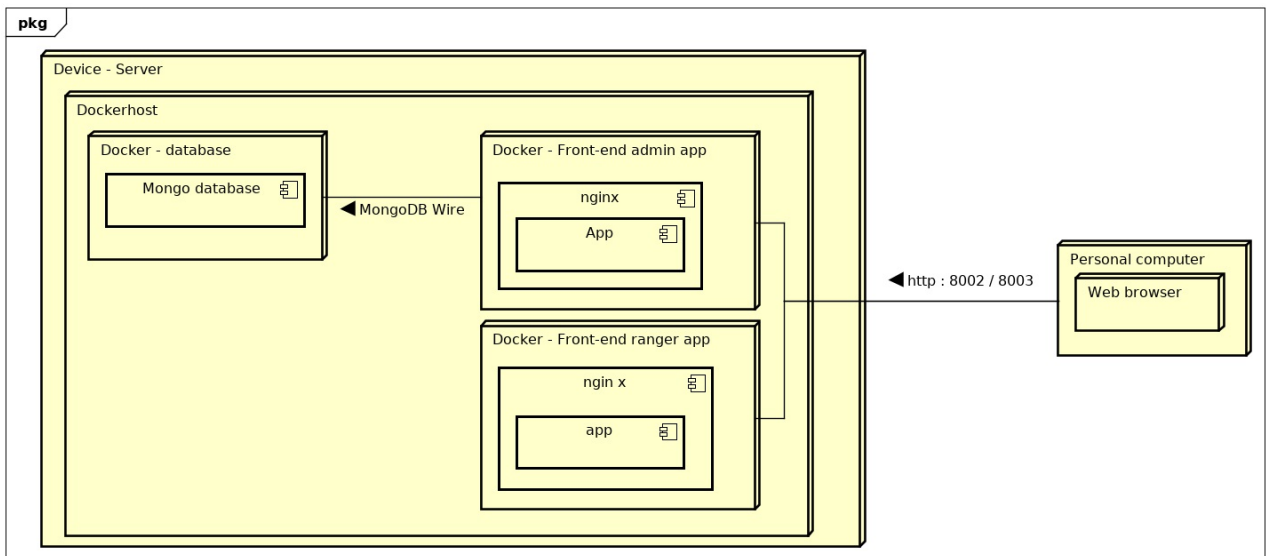 pkg
Device - Server
Dockerhost
Docker - database
Mongo database
MongoDB Wire
Docker - Front-end admin app
nginx
App
Docker - Front-end ranger app
ngin x
app
http : 8002 / 8003
Personal computer
Web browser